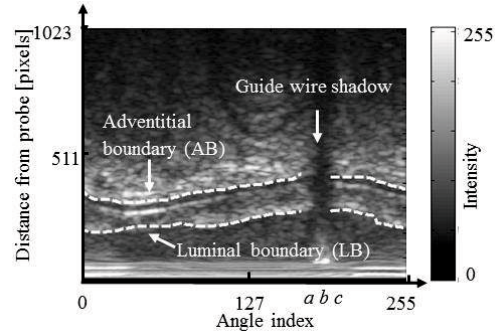 1023
511
Distance from probe [pixels]
Guide wire shadow
Adventitial
boundary (AB)
Luminal boundary (LB)
0
127
a b c
255
Angle index
255
0
Intensity